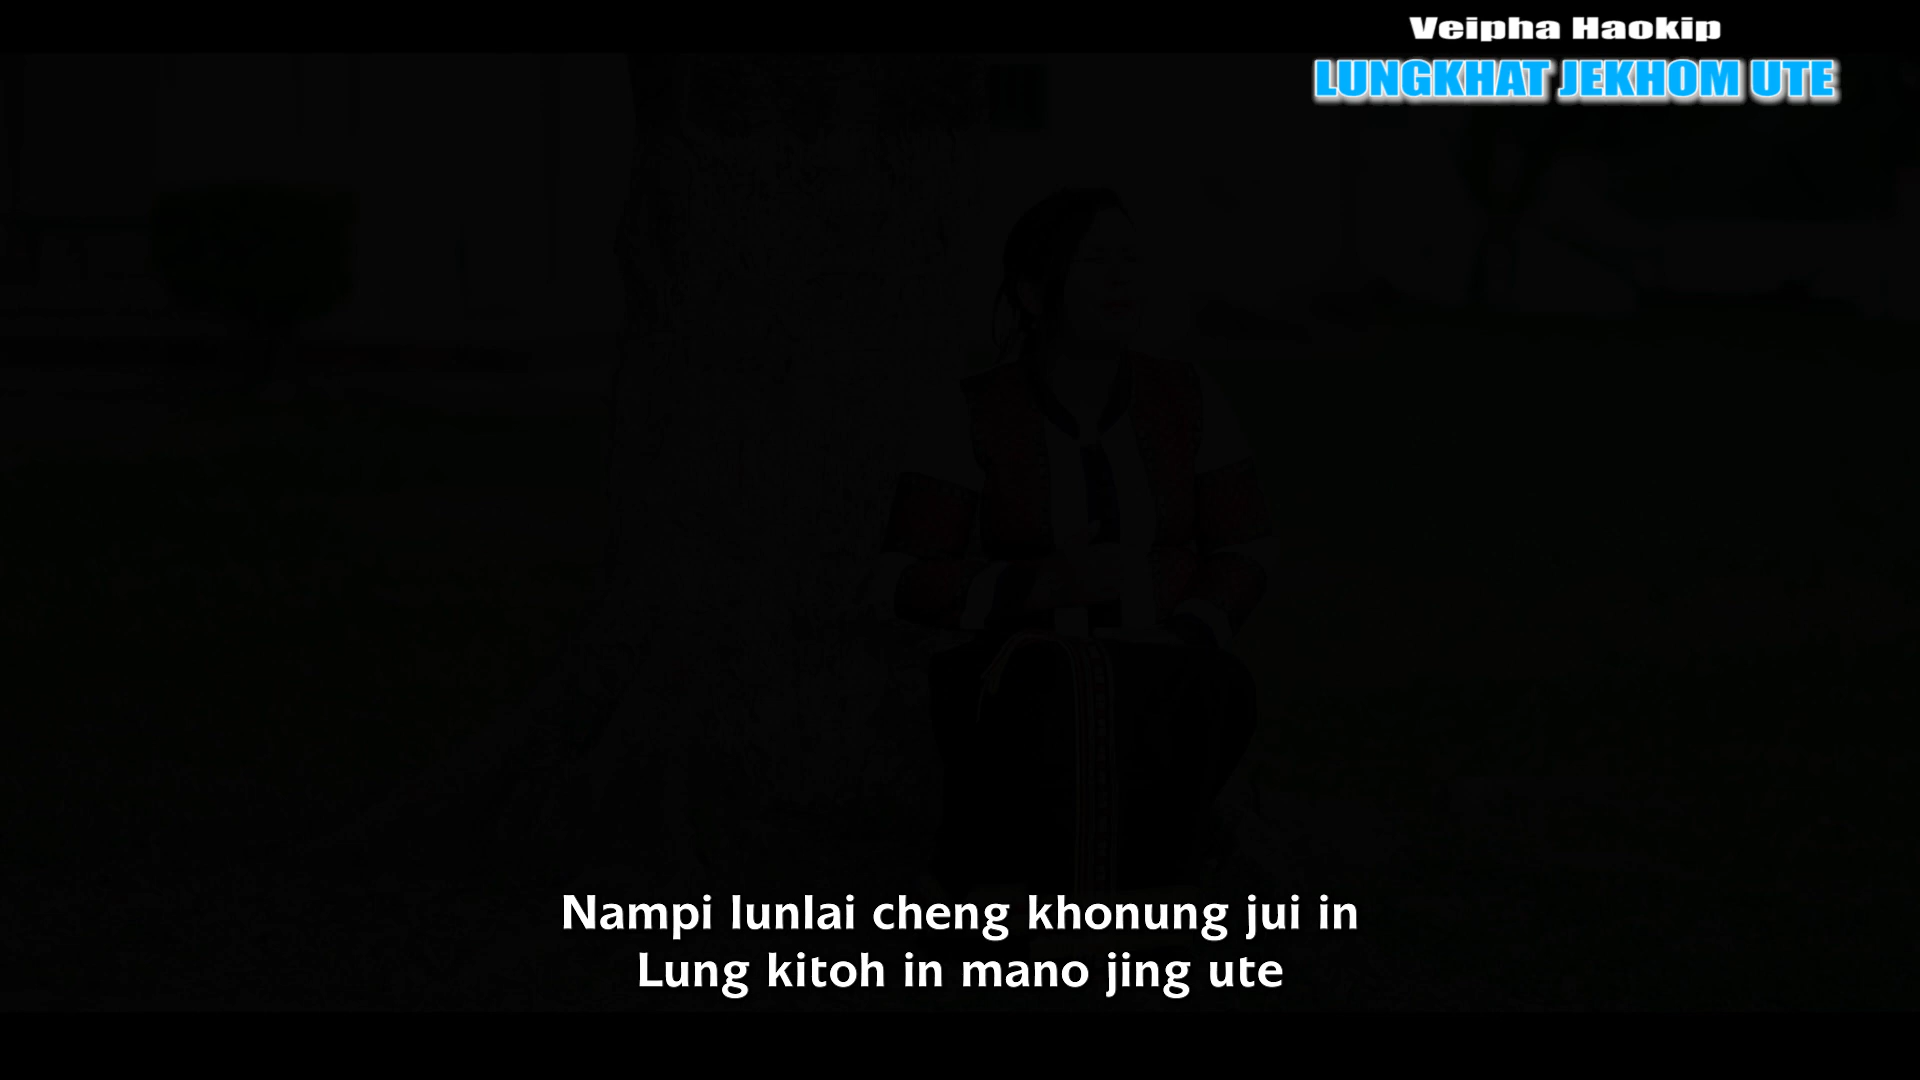 Veipha Haokip
LUNGKHAT JEKHOM UTE
Nampi lunlai cheng khonung jui in
Lung kitoh in mano jing ute